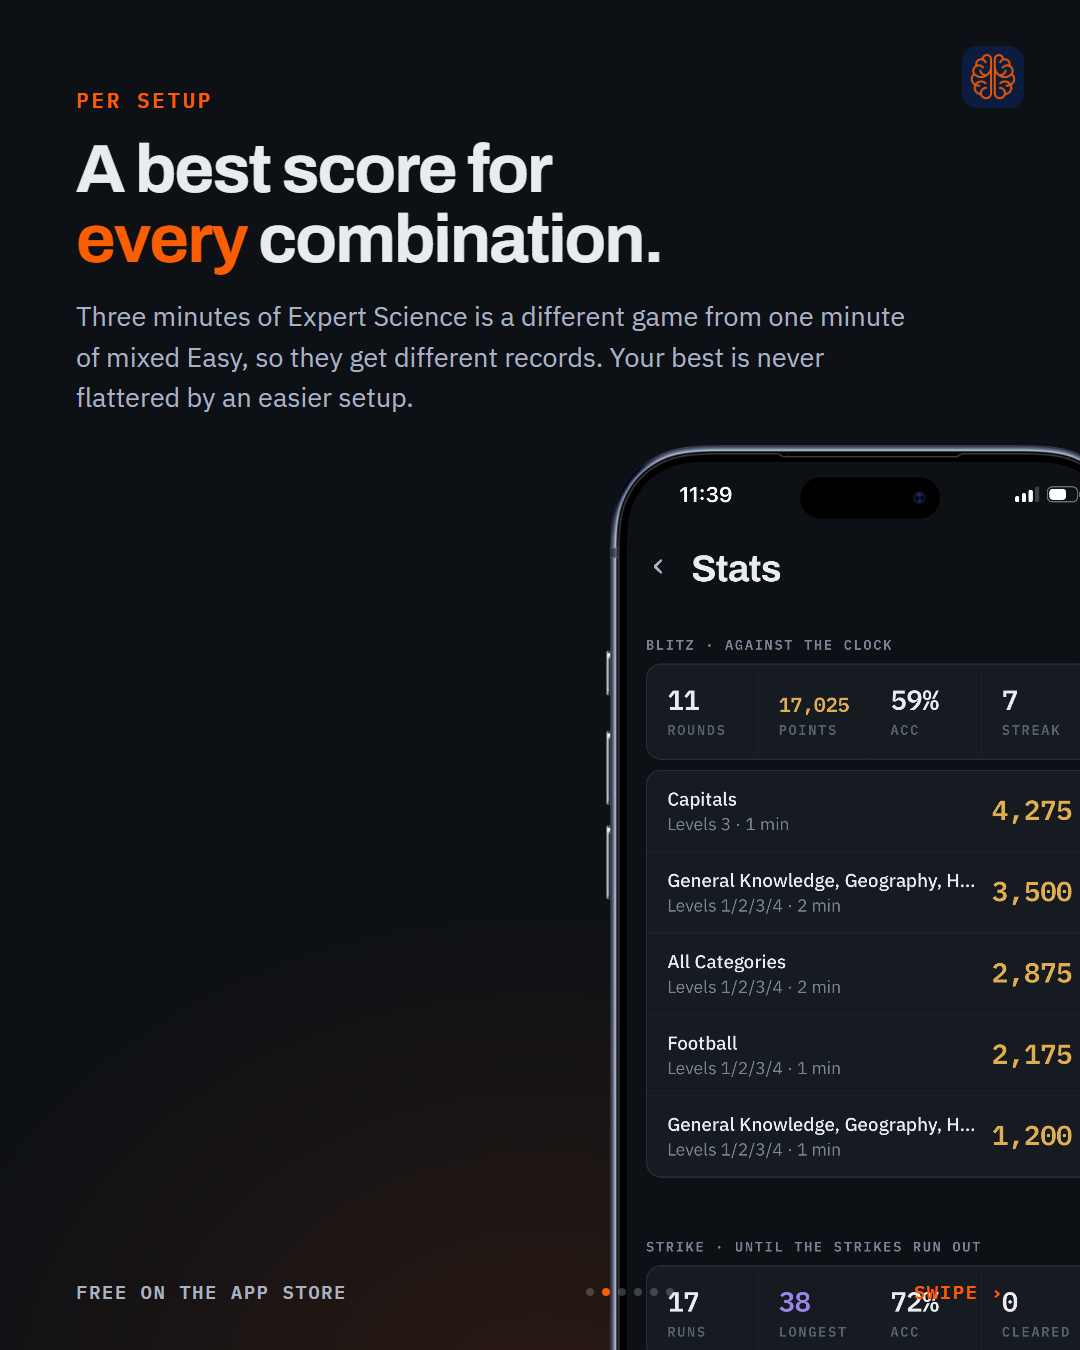 PER SETUP
A best score for
every combination.
Three minutes of Expert Science is a different game from one minute
of mixed Easy, so they get different records. Your best is never
flattered by an easier setup.
11:39
Stats
BLITZ · AGAINST THE CLOCK
11 17,025 59% 7
ROUNDS POINTS ACC STREAK
Capitals 4,275
Levels 3 · 1 min
General Knowledge, Geography, H... 3,500
Levels 1/2/3/4 · 2 min
All Categories 2,875
Levels 1/2/3/4 · 2 min
Football 2,175
Levels 1/2/3/4 · 1 min
General Knowledge, Geography, H... 1,200
Levels 1/2/3/4 · 1 min
STRIKE · UNTIL THE STRIKES RUN OUT
17 38 72% 0
RUNS LONGEST ACC CLEARED
FREE ON THE APP STORE
SWIPE ›